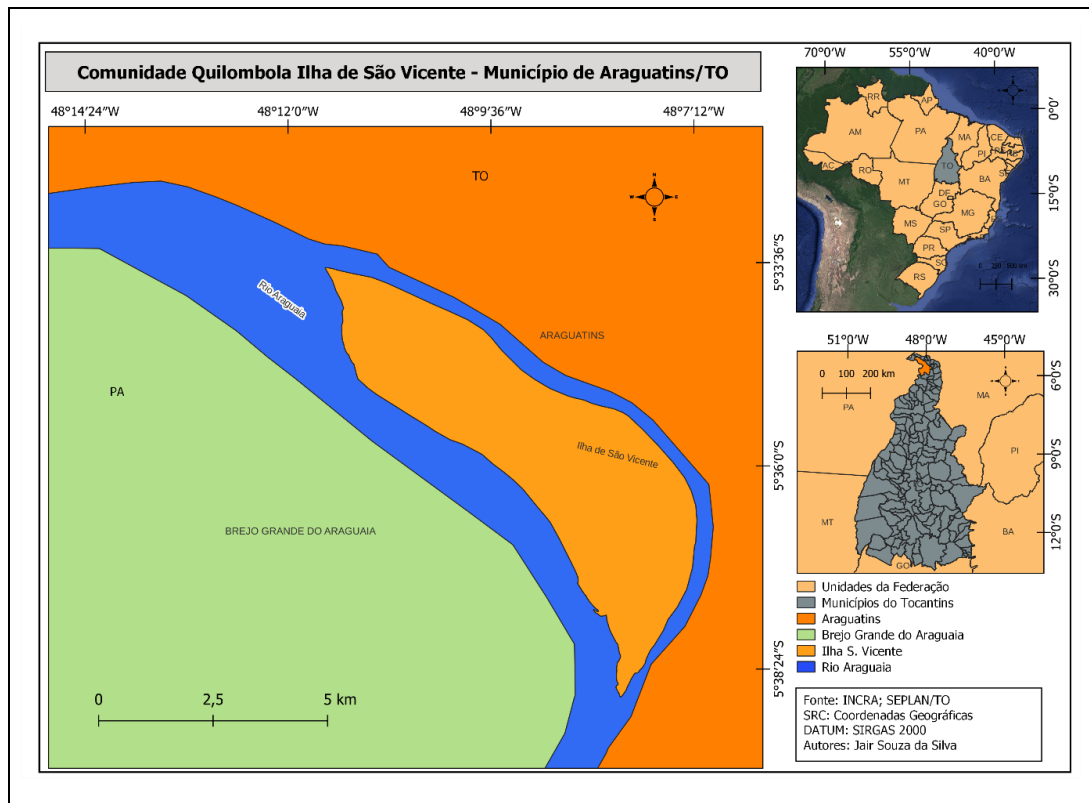 Comunidade Quilombola Ilha de São Vicente - Município de Araguatins/TO
48°14'24"W 48°12'0"W 48°9'36"W 48°7'12"W
TO
N
W E
S
5°33'36"S
Rio Araguaia
ARAGUATINS
PA
Ilha de São Vicente
5°36'0"S
BREJO GRANDE DO ARAGUAIA
5°38'24"S
0 2,5 5 km
70°0'W 55°0'W 40°0'W
0°0'
RR AP
AM PA MA CE
PI
AC TO
RO BA
15°0'S
MT
DF
GO
MG
MS
SP
PR
SC
30°0'S
RS
51°0'W 48°0'W 45°0'W
0 100 200 km
6°0'S
PA MA
PI
9°0'S
MT BA
12°0'S
GO
Unidades da Federação
Municípios do Tocantins
Araguatins
Brejo Grande do Araguaia
Ilha S. Vicente
Rio Araguaia
Fonte: INCRA; SEPLAN/TO
SRC: Coordenadas Geográficas
DATUM: SIRGAS 2000
Autores: Jair Souza da Silva